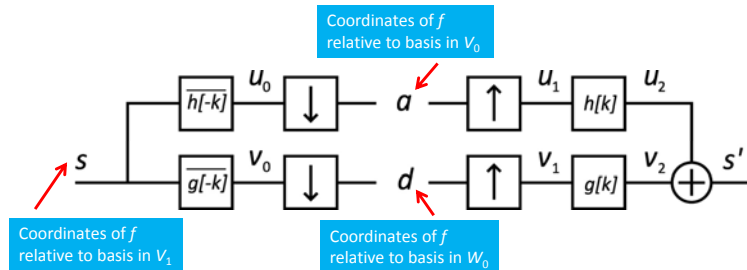 Coordinates of f
relative to basis in V₀
u₀ u₁ u₂
h[-k] ↓ a ↑ h[k]
s v₀ v₁ v₂ s'
g[-k] ↓ d ↑ g[k] +
Coordinates of f
relative to basis in V₁
Coordinates of f
relative to basis in W₀